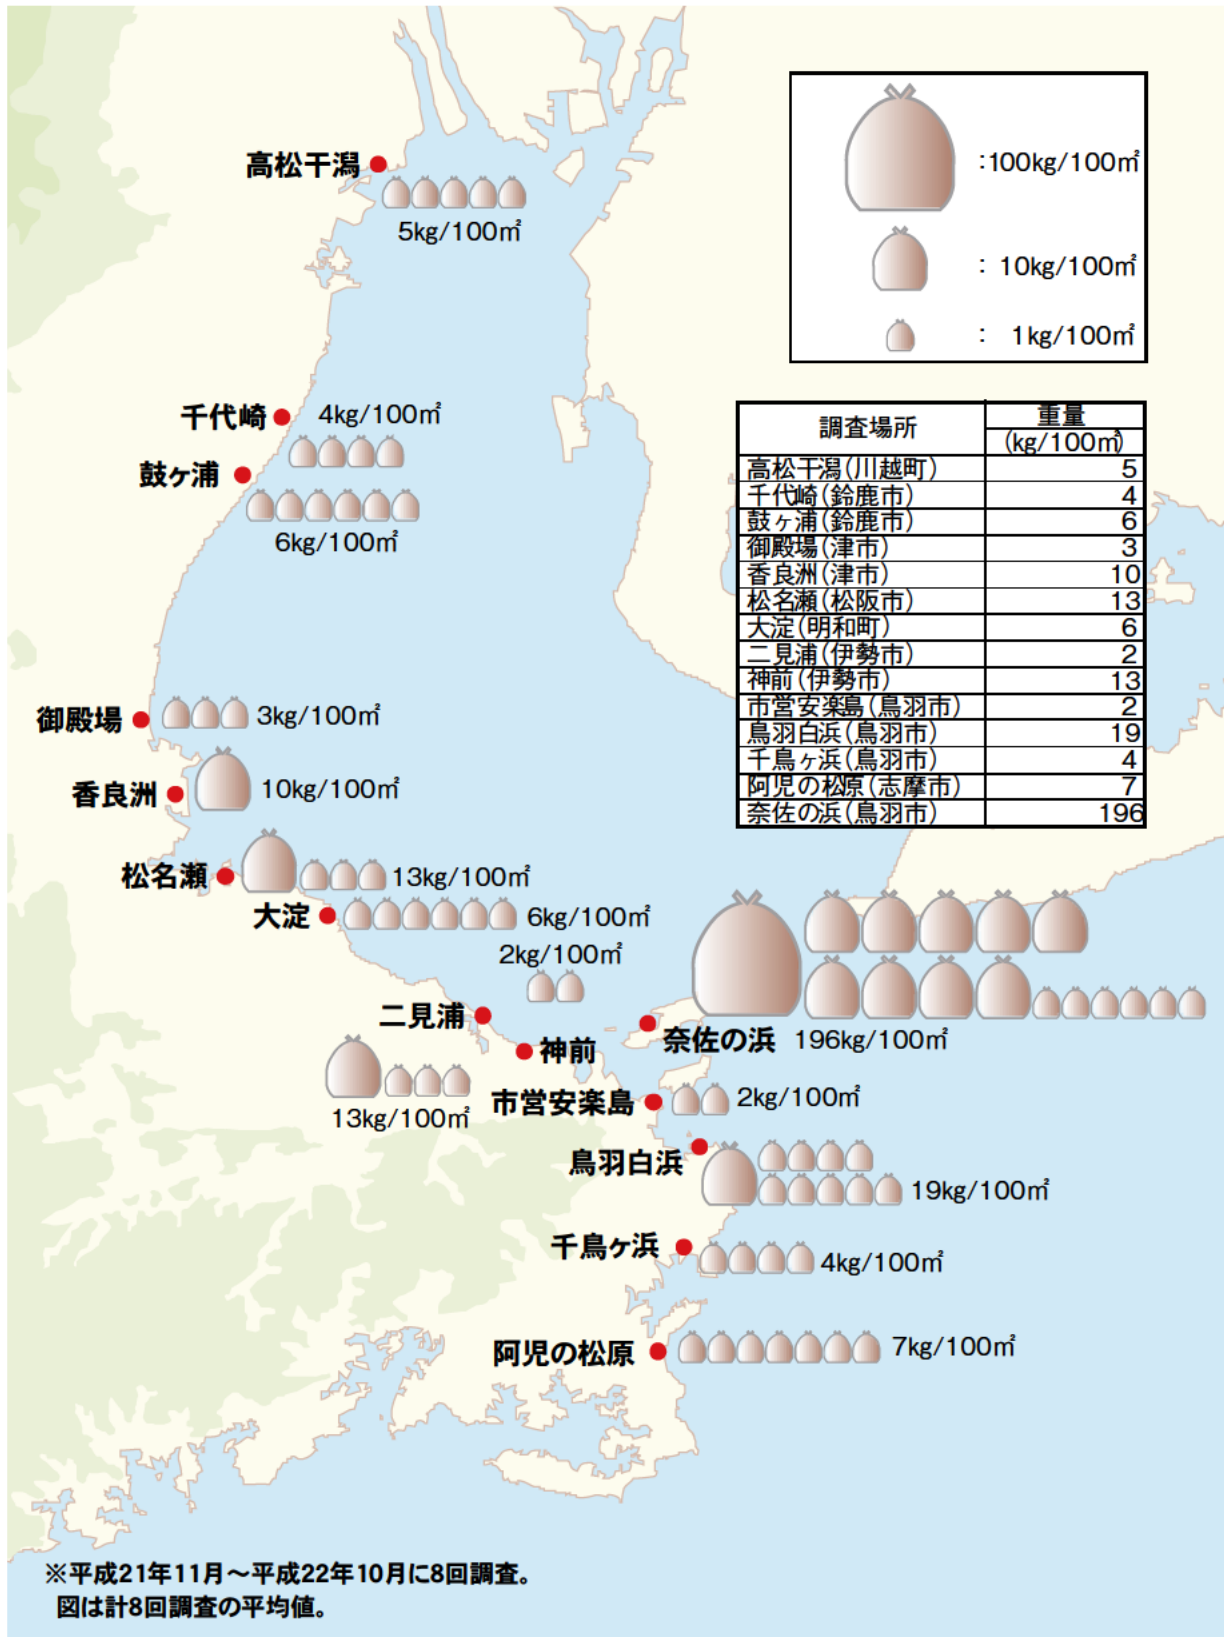 高松干潟
5kg/100㎡
:100kg/100㎡
: 10kg/100㎡
: 1kg/100㎡
千代崎
4kg/100㎡
鼓ヶ浦
6kg/100㎡
調査場所 重量
(kg/100㎡)
高松干潟(川越町) 5
千代崎(鈴鹿市) 4
鼓ヶ浦(鈴鹿市) 6
御殿場(津市) 3
香良洲(津市) 10
松名瀬(松阪市) 13
大淀(明和町) 6
二見浦(伊勢市) 2
神前(伊勢市) 13
市営安楽島(鳥羽市) 2
鳥羽白浜(鳥羽市) 19
千鳥ヶ浜(鳥羽市) 4
阿児の松原(志摩市) 7
奈佐の浜(鳥羽市) 196
御殿場 3kg/100㎡
香良洲 10kg/100㎡
松名瀬 13kg/100㎡
大淀 6kg/100㎡
2kg/100㎡
二見浦
奈佐の浜 196kg/100㎡
神前
13kg/100㎡
市営安楽島 2kg/100㎡
鳥羽白浜
19kg/100㎡
千鳥ヶ浜 4kg/100㎡
阿児の松原 7kg/100㎡
※平成21年11月～平成22年10月に8回調査。
図は計8回調査の平均値。